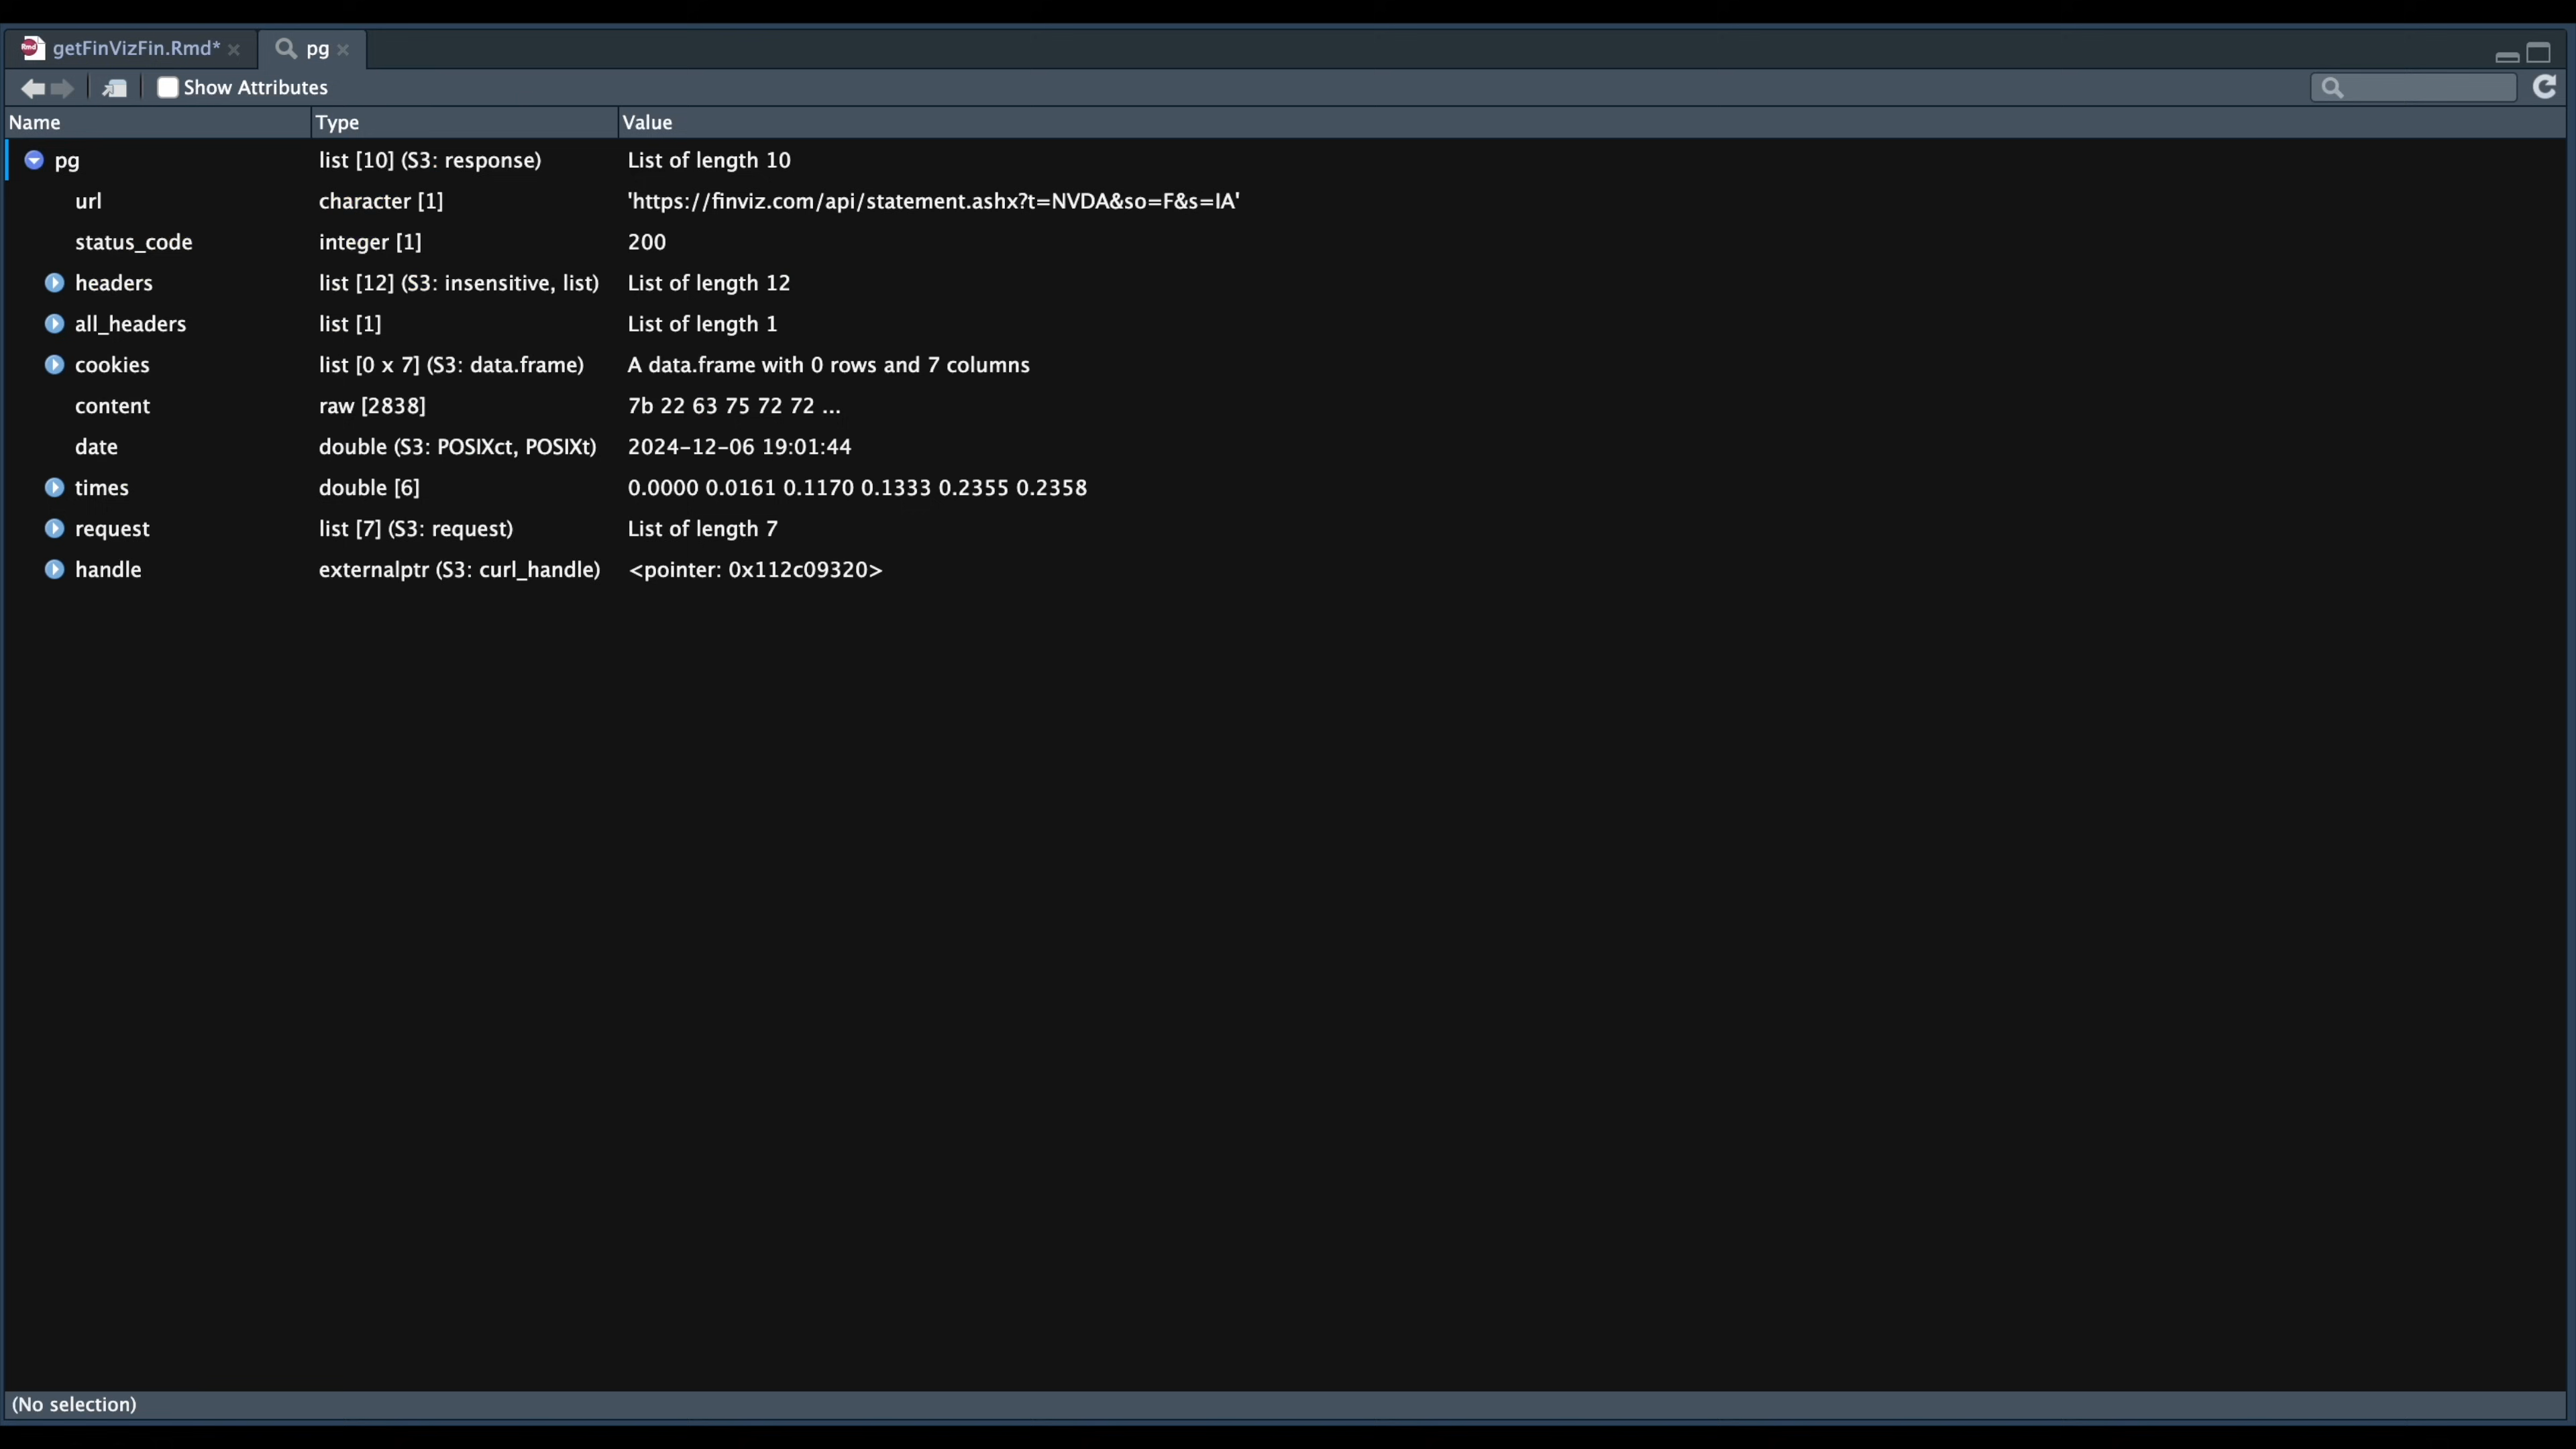 getFinVizFin.Rmd* pg
Show Attributes
Name Type Value
pg list [10] (S3: response) List of length 10
url character [1] 'https://finviz.com/api/statement.ashx?t=NVDA&so=F&s=IA'
status_code integer [1] 200
headers list [12] (S3: insensitive, list) List of length 12
all_headers list [1] List of length 1
cookies list [0 x 7] (S3: data.frame) A data.frame with 0 rows and 7 columns
content raw [2838] 7b 22 63 75 72 72 ...
date double (S3: POSIXct, POSIXt) 2024-12-06 19:01:44
times double [6] 0.0000 0.0161 0.1170 0.1333 0.2355 0.2358
request list [7] (S3: request) List of length 7
handle externalptr (S3: curl_handle) <pointer: 0x112c09320>
(No selection)